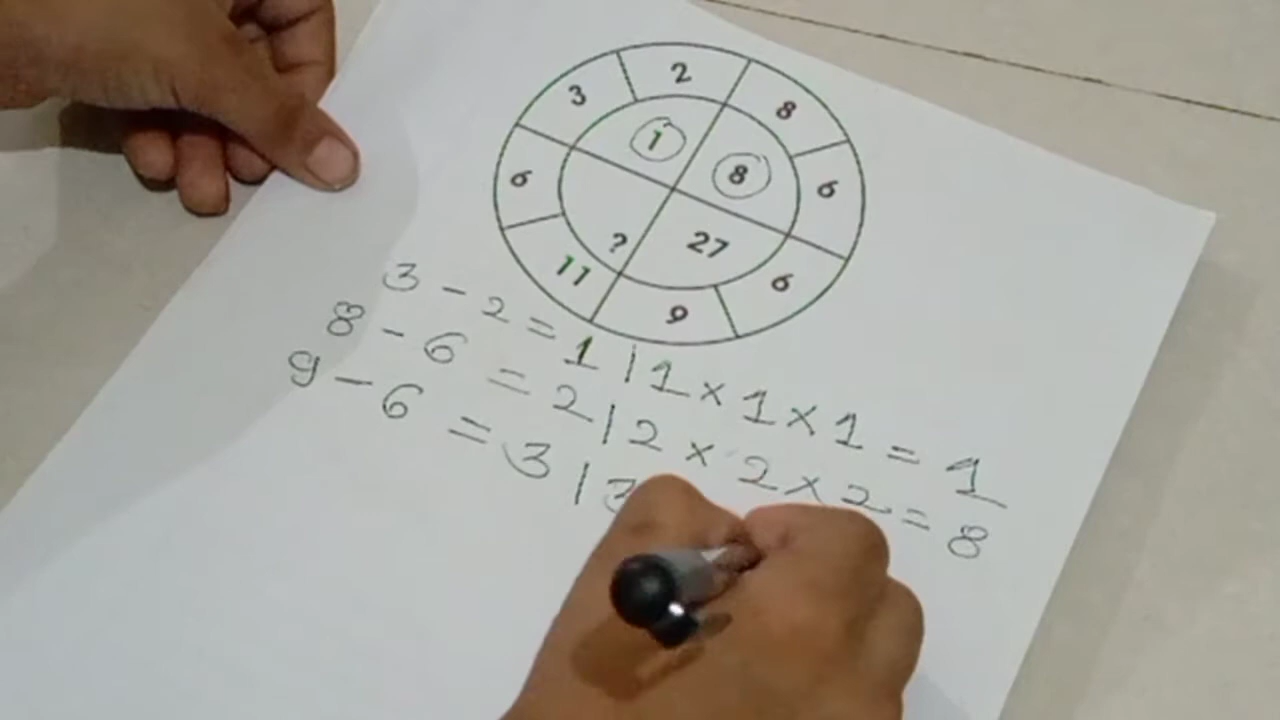 2
3 8
1
8
6 6
? 27
11 6
9
3 - 2 = 1 | 1 × 1 × 1 = 1
8 - 6 = 2 | 2 × 2 × 2 = 8
9 - 6 = 3 | 3